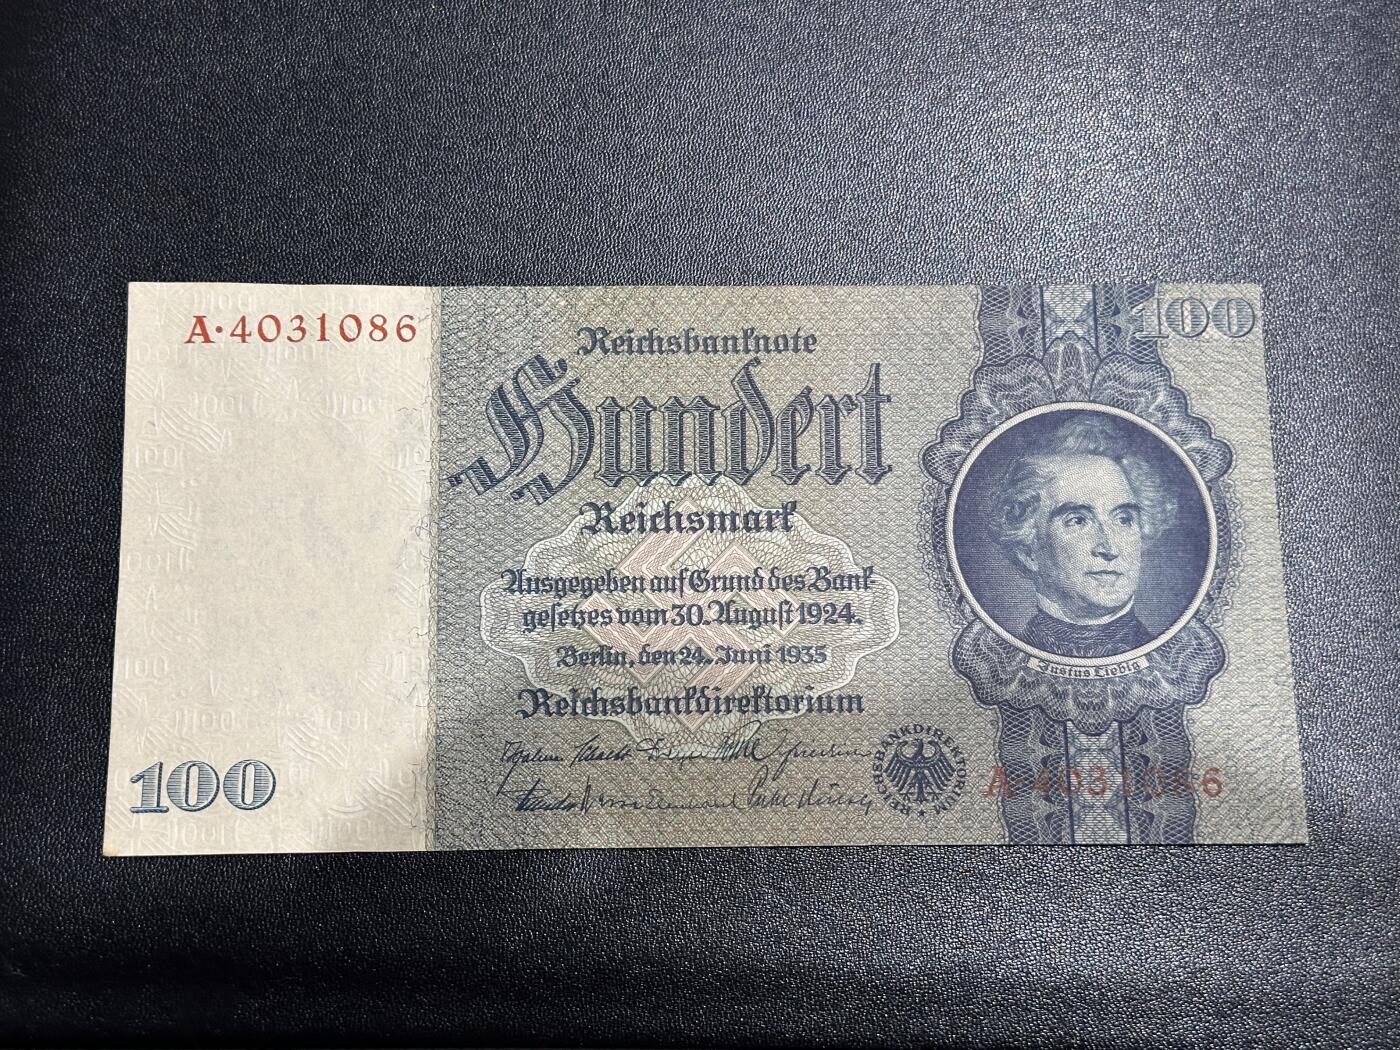 A·4031086
100
Reichsbanknote
Hundert
Reichsmark
Ausgegeben auf Grund des Bank-
gesetzes vom 30. August 1924.
Berlin, den 24. Juni 1935
Reichsbankdirektorium
REICHSBANKDIREKTORIUM
Justus Liebig
A·4031086
100